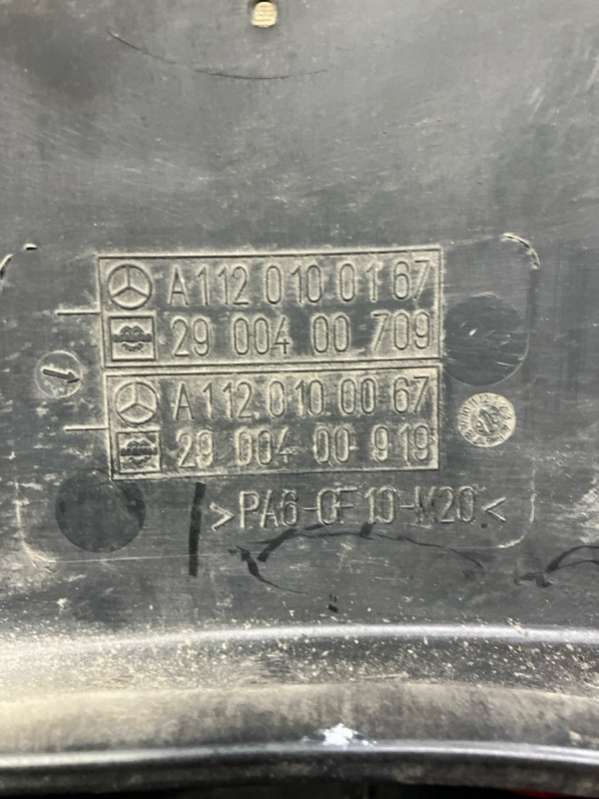 A 112 010 01 67
29 004 00 709
A 112 010 00 67
29 004 00 919
>PA6-GF10-M20<